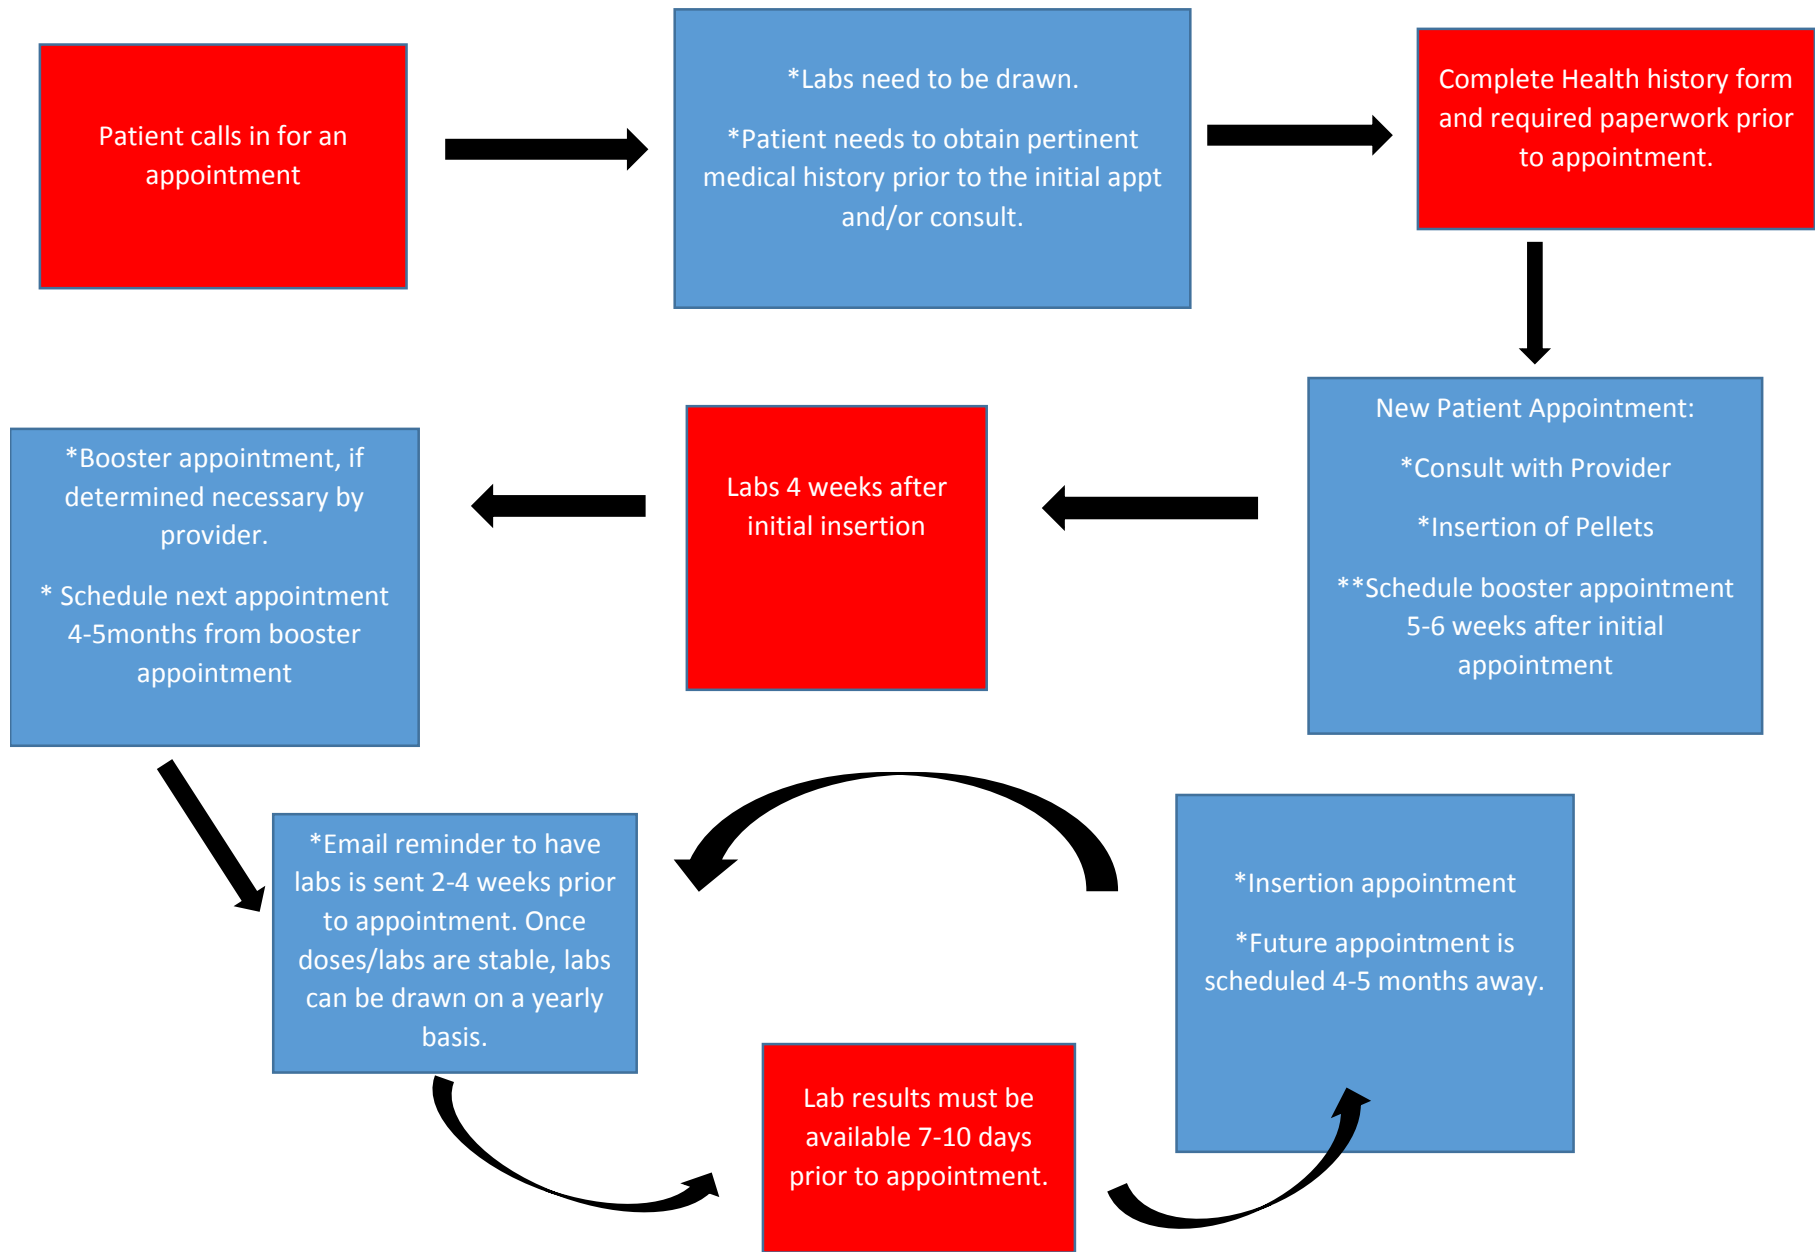 Patient calls in for an
appointment
*Labs need to be drawn.
*Patient needs to obtain pertinent
medical history prior to the initial appt
and/or consult.
Complete Health history form
and required paperwork prior
to appointment.
New Patient Appointment:
*Consult with Provider
*Insertion of Pellets
**Schedule booster appointment
5-6 weeks after initial
appointment
Labs 4 weeks after
initial insertion
*Booster appointment, if
determined necessary by
provider.
* Schedule next appointment
4-5months from booster
appointment
*Email reminder to have
labs is sent 2-4 weeks prior
to appointment. Once
doses/labs are stable, labs
can be drawn on a yearly
basis.
Lab results must be
available 7-10 days
prior to appointment.
*Insertion appointment
*Future appointment is
scheduled 4-5 months away.